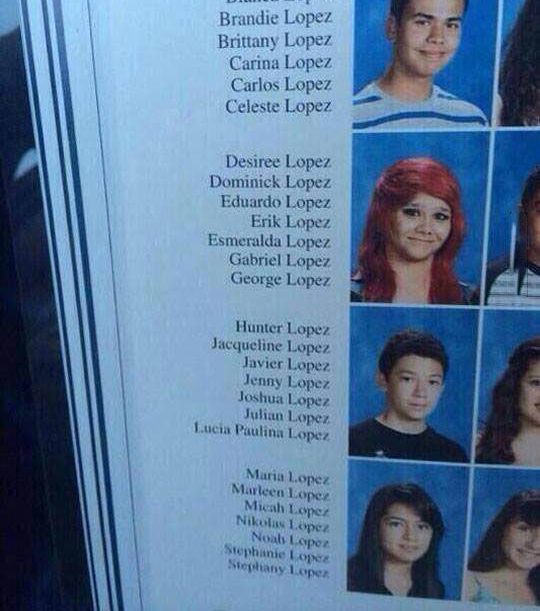 Lopez
Brandie Lopez
Brittany Lopez
Carina Lopez
Carlos Lopez
Celeste Lopez
Desiree Lopez
Dominick Lopez
Eduardo Lopez
Erik Lopez
Esmeralda Lopez
Gabriel Lopez
George Lopez
Hunter Lopez
Jacqueline Lopez
Javier Lopez
Jenny Lopez
Joshua Lopez
Julian Lopez
Lucia Paulina Lopez
Maria Lopez
Marleen Lopez
Micah Lopez
Nikolas Lopez
Noah Lopez
Stephanie Lopez
Stephany Lopez